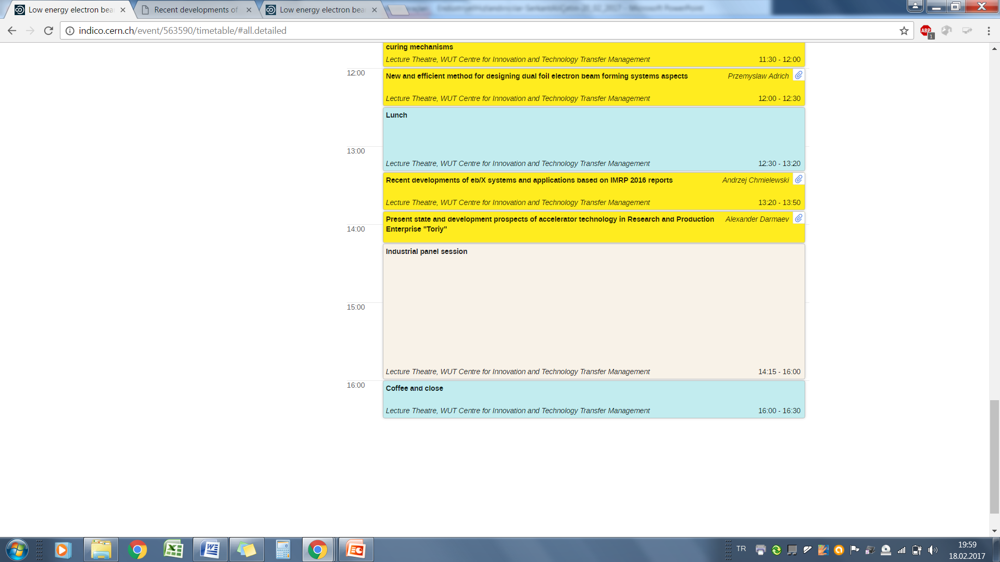 Low energy electron bea
Recent developments of
Low energy electron bea
Microsoft PowerPoint
indico.cern.ch/event/563590/timetable/#all.detailed
ABP
1
curing mechanisms
Lecture Theatre, WUT Centre for Innovation and Technology Transfer Management 11:30 - 12:00
12:00
New and efficient method for designing dual foil electron beam forming systems aspects Przemyslaw Adrich
Lecture Theatre, WUT Centre for Innovation and Technology Transfer Management 12:00 - 12:30
Lunch
13:00
Lecture Theatre, WUT Centre for Innovation and Technology Transfer Management 12:30 - 13:20
Recent developments of eb/X systems and applications based on IMRP 2016 reports Andrzej Chmielewski
Lecture Theatre, WUT Centre for Innovation and Technology Transfer Management 13:20 - 13:50
Present state and development prospects of accelerator technology in Research and Production Alexander Darmaev
14:00
Enterprise "Toriy"
Industrial panel session
15:00
Lecture Theatre, WUT Centre for Innovation and Technology Transfer Management 14:15 - 16:00
16:00
Coffee and close
Lecture Theatre, WUT Centre for Innovation and Technology Transfer Management 16:00 - 16:30
TR
19:59
18.02.2017